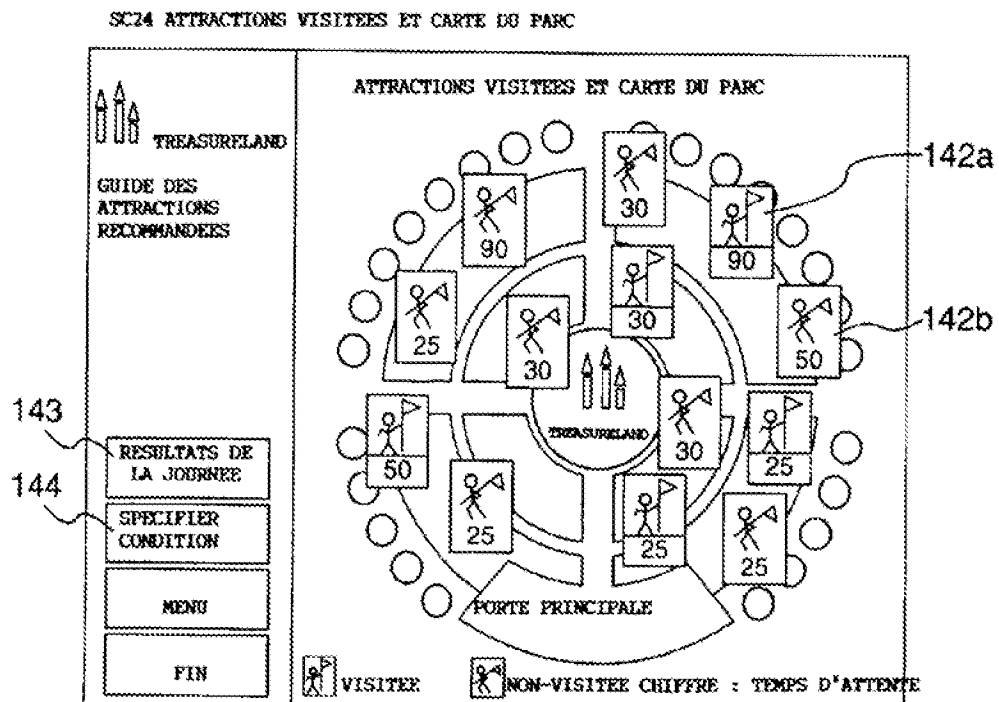 SC24 ATTRACTIONS VISITEES ET CARTE DU PARC
TREASURELAND
GUIDE DES
ATTRACTIONS
RECOMMANDEES
143
RESULTATS DE
LA JOURNEE
144
SPECIFIER
CONDITION
MENU
FIN
ATTRACTIONS VISITEES ET CARTE DU PARC
142a
30
90
90
30
142b
25
30
50
TREASURELAND
30
50
25
25
25
25
PORTE PRINCIPALE
VISITEE
NON-VISITEE CHIFFRE : TEMPS D'ATTENTE